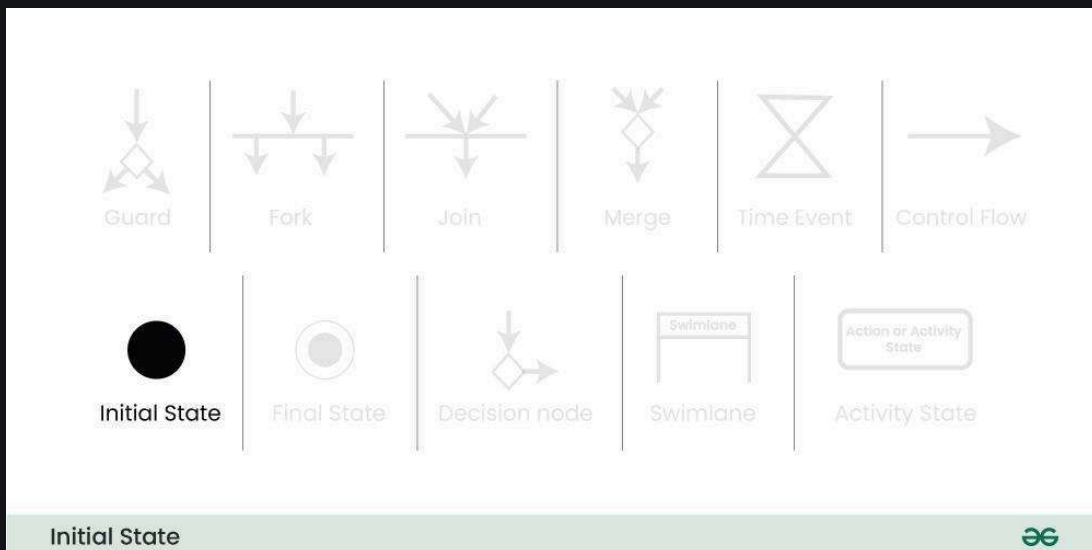 Guard
Fork
Join
Merge
Time Event
Control Flow
Initial State
Final State
Decision node
Swimlane
Swimlane
Action or Activity
State
Activity State
Initial State